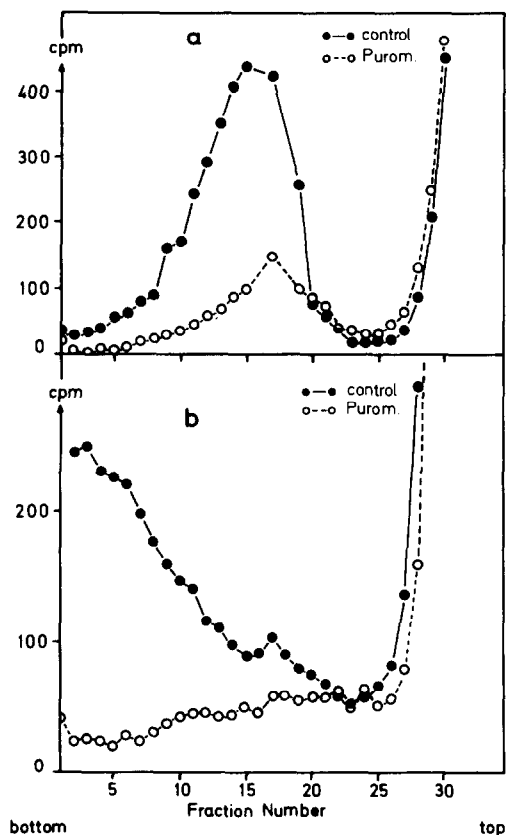 cpm
a
control
Purom.
400
300
200
100
0
cpm
b
control
Purom.
200
100
0
5 10 15 20 25 30
Fraction Number
bottom top